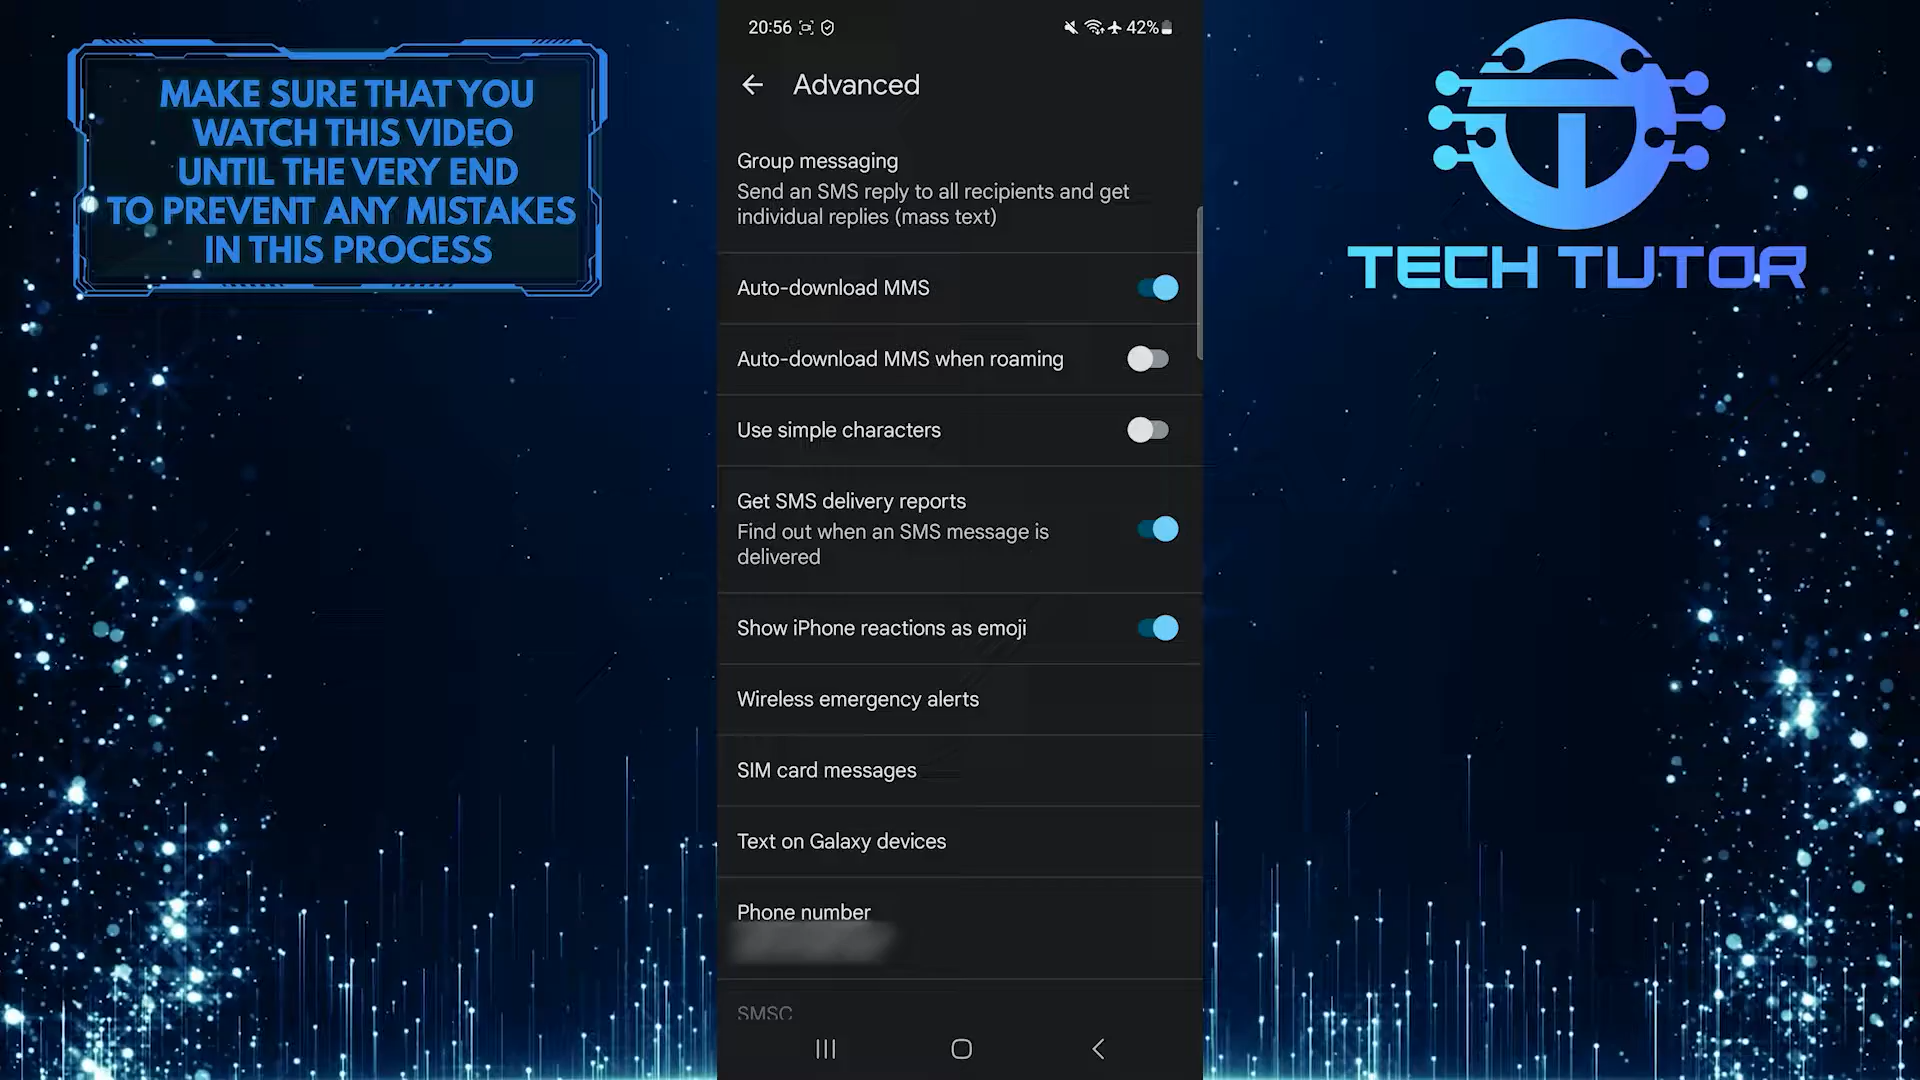 MAKE SURE THAT YOU
WATCH THIS VIDEO
UNTIL THE VERY END
TO PREVENT ANY MISTAKES
IN THIS PROCESS
20:56
42%
Advanced
Group messaging
Send an SMS reply to all recipients and get
individual replies (mass text)
Auto-download MMS
Auto-download MMS when roaming
Use simple characters
Get SMS delivery reports
Find out when an SMS message is
delivered
Show iPhone reactions as emoji
Wireless emergency alerts
SIM card messages
Text on Galaxy devices
Phone number
SMSC
TECH TUTOR